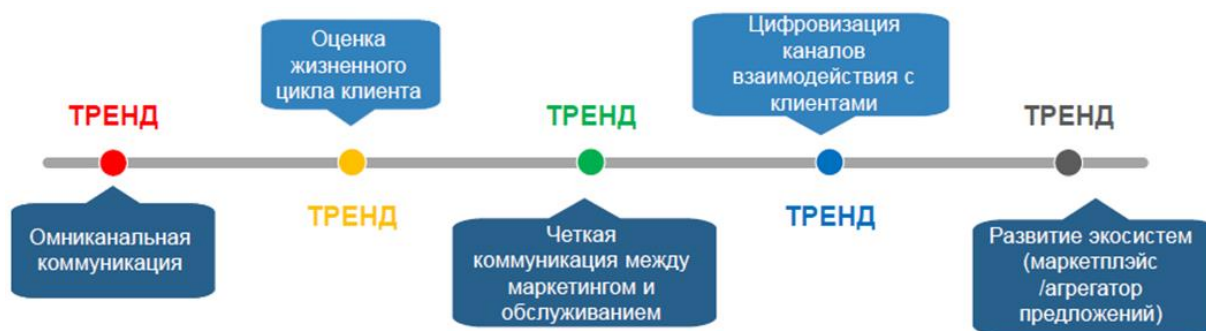 ТРЕНД
Омниканальная
коммуникация
Оценка
жизненного
цикла клиента
ТРЕНД
ТРЕНД
Четкая
коммуникация между
маркетингом и
обслуживанием
Цифровизация
каналов
взаимодействия с
клиентами
ТРЕНД
ТРЕНД
Развитие экосистем
(маркетплэйс
/агрегатор
предложений)